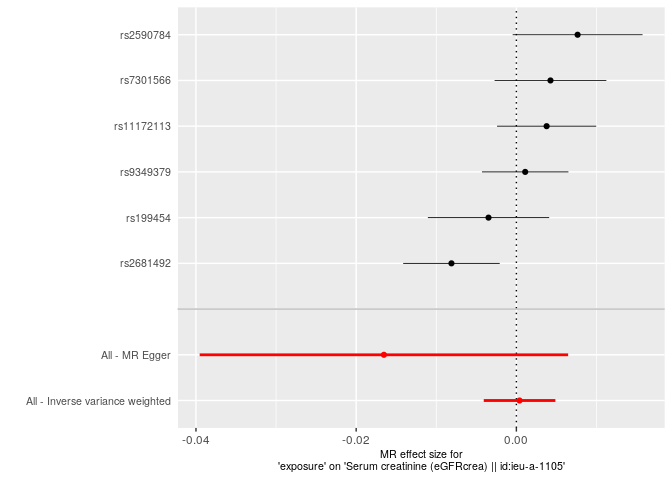 rs2590784
rs7301566
rs11172113
rs9349379
rs199454
rs2681492
All - MR Egger
All - Inverse variance weighted
-0.04
-0.02
0.00
MR effect size for
'exposure' on 'Serum creatinine (eGFRcrea) || id:ieu-a-1105'